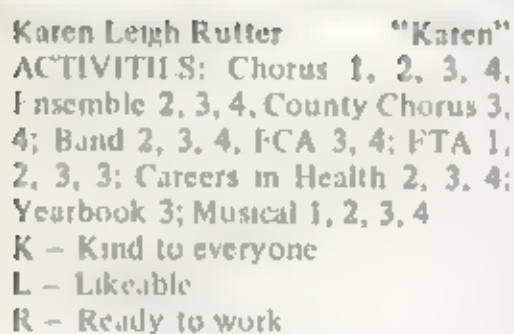 Karen Leigh Rutter "Karen"
ACTIVITIES: Chorus 1, 2, 3, 4,
Ensemble 2, 3, 4, County Chorus 3,
4; Band 2, 3, 4, FCA 3, 4; FTA 1,
2, 3, 3; Careers in Health 2, 3, 4;
Yearbook 3; Musical 1, 2, 3, 4
K – Kind to everyone
L – Likeable
R – Ready to work